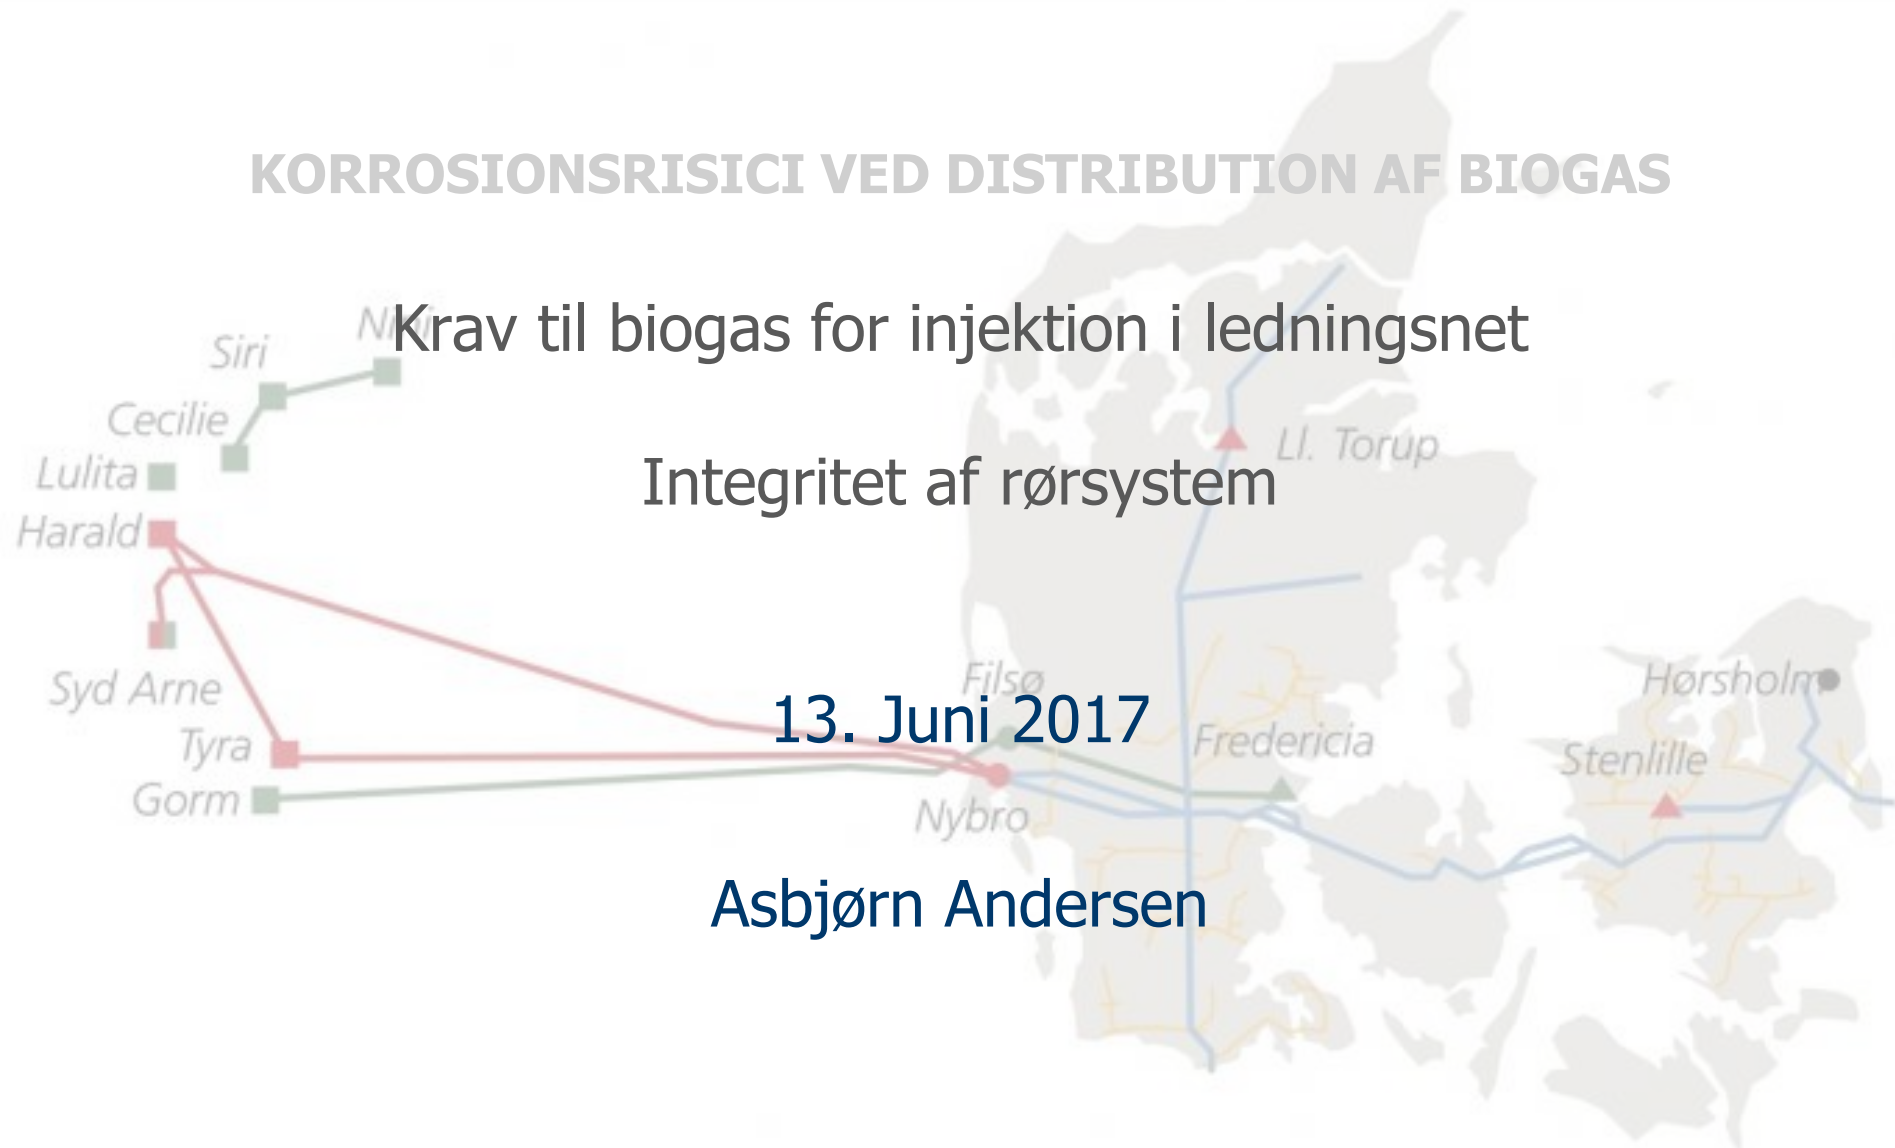 KORROSIONSRISICI VED DISTRIBUTION AF BIOGAS
Krav til biogas for injektion i ledningsnet
Siri
Cecilie
Lulita
Harald
Ll. Torup
Integritet af rørsystem
Syd Arne
Tyra
Gorm
Filsø
13. Juni 2017
Nybro
Fredericia
Hørsholm
Stenlille
Asbjørn Andersen